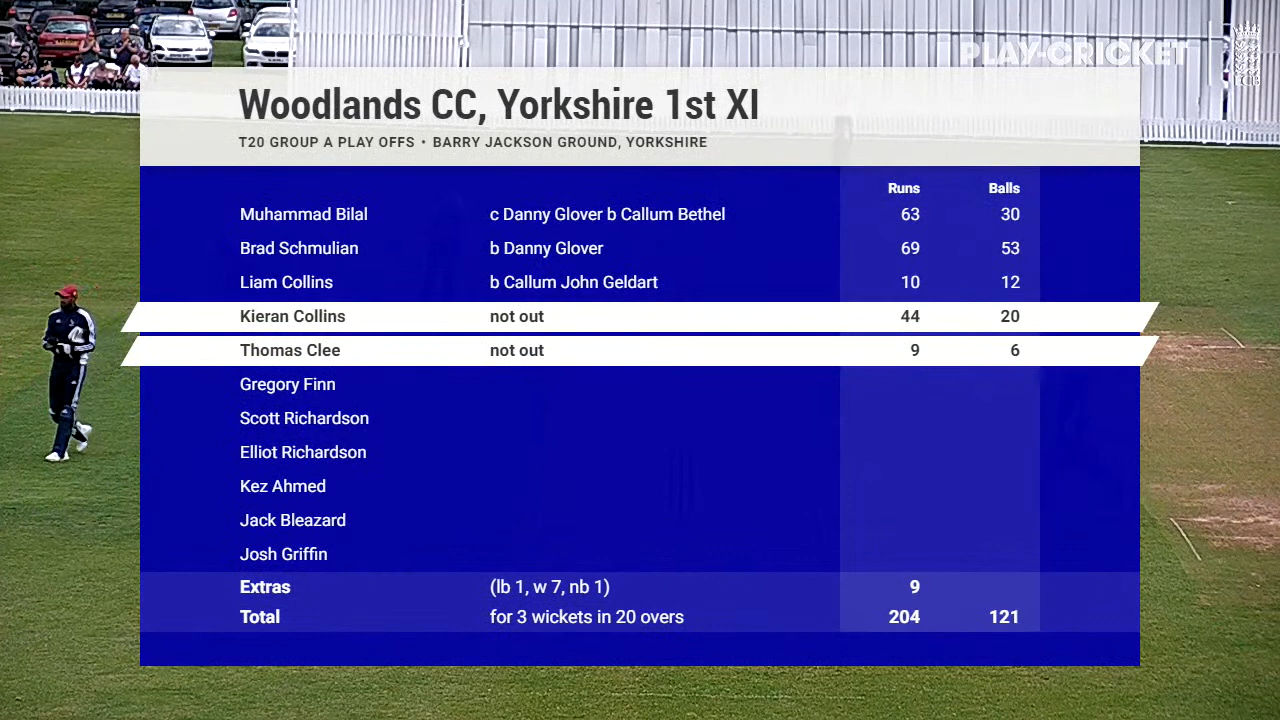 PLAY-CRICKET
ECB
Woodlands CC, Yorkshire 1st XI
T20 GROUP A PLAY OFFS • BARRY JACKSON GROUND, YORKSHIRE
Runs Balls
Muhammad Bilal c Danny Glover b Callum Bethel 63 30
Brad Schmulian b Danny Glover 69 53
Liam Collins b Callum John Geldart 10 12
Kieran Collins not out 44 20
Thomas Clee not out 9 6
Gregory Finn
Scott Richardson
Elliot Richardson
Kez Ahmed
Jack Bleazard
Josh Griffin
Extras (lb 1, w 7, nb 1) 9
Total for 3 wickets in 20 overs 204 121